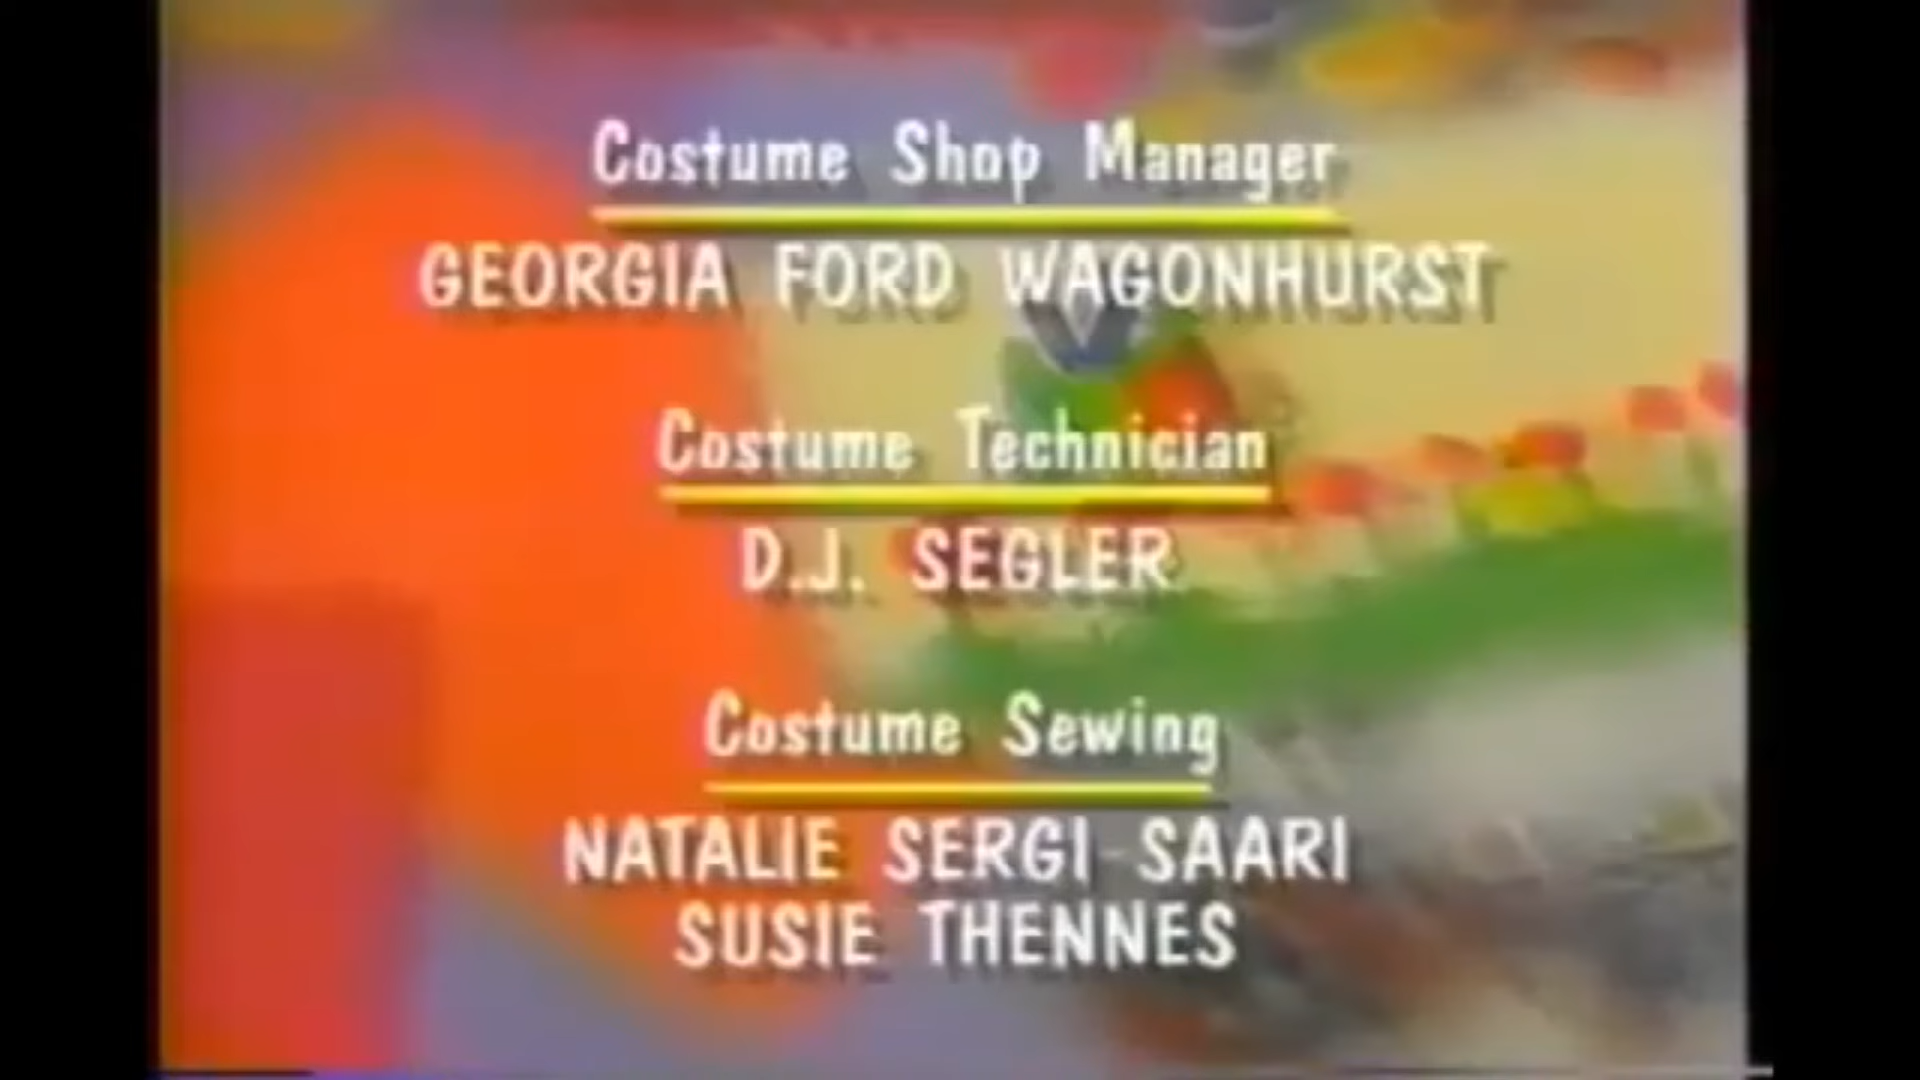 Costume Shop Manager
GEORGIA FORD WAGONHURST
Costume Technician
D.J. SEGLER
Costume Sewing
NATALIE SERGI-SAARI
SUSIE THENNES